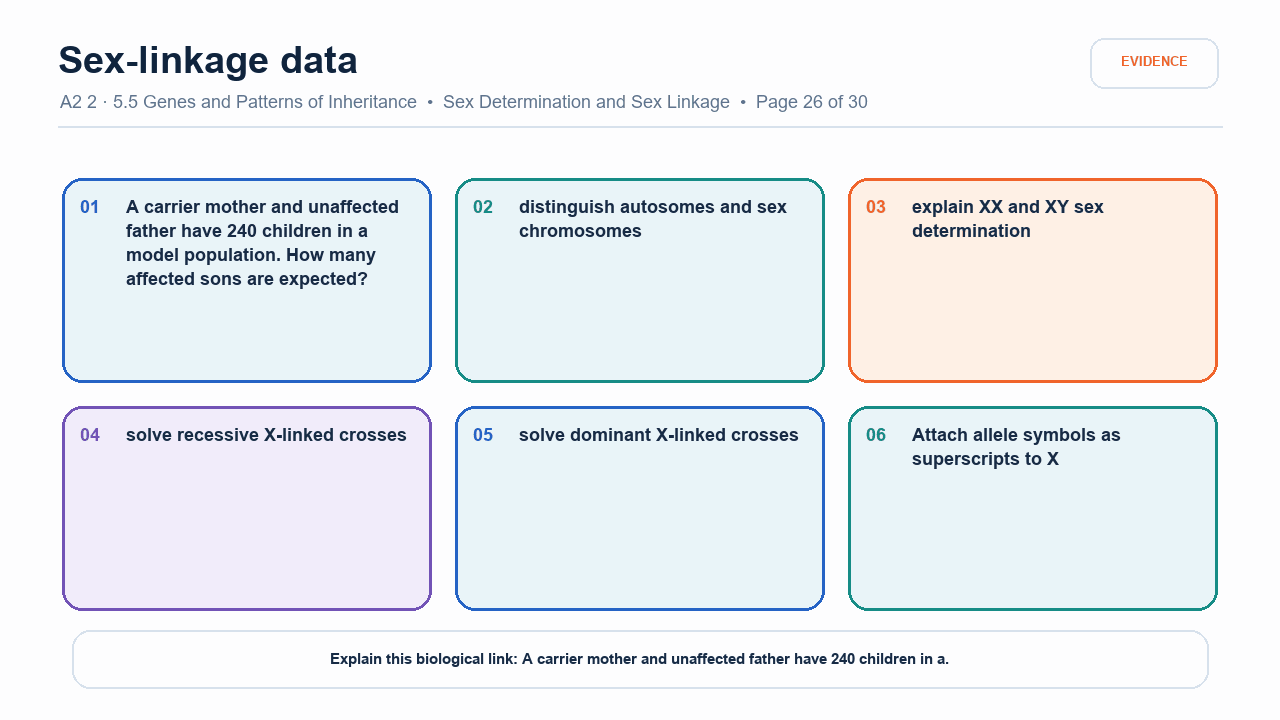 Sex-linkage data
EVIDENCE
A2 2 · 5.5 Genes and Patterns of Inheritance • Sex Determination and Sex Linkage • Page 26 of 30
01 A carrier mother and unaffected
father have 240 children in a
model population. How many
affected sons are expected?
02 distinguish autosomes and sex
chromosomes
03 explain XX and XY sex
determination
04 solve recessive X-linked crosses
05 solve dominant X-linked crosses
06 Attach allele symbols as
superscripts to X
Explain this biological link: A carrier mother and unaffected father have 240 children in a.